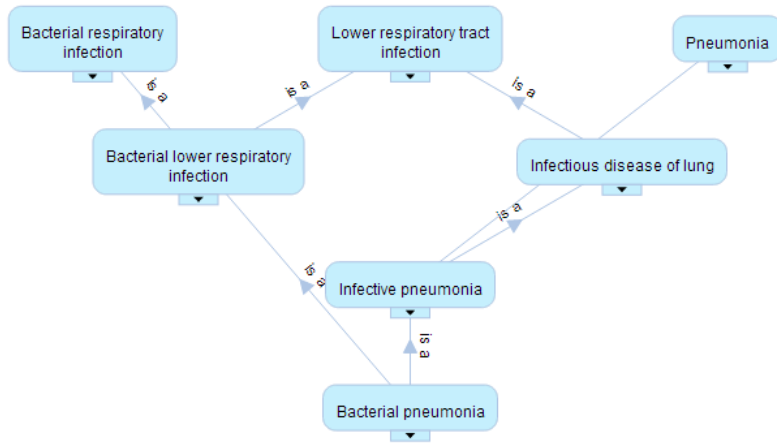 Bacterial respiratory
infection
Lower respiratory tract
infection
Pneumonia
is a
is a
is a
Bacterial lower respiratory
infection
Infectious disease of lung
is a
is a
Infective pneumonia
is a
Bacterial pneumonia